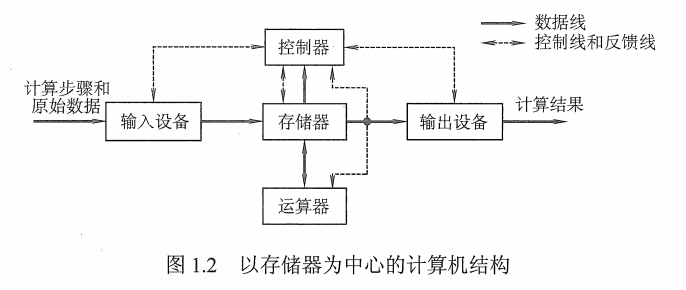 数据线
控制线和反馈线
控制器
计算步骤和
原始数据
输入设备
存储器
输出设备
计算结果
运算器
图 1.2 以存储器为中心的计算机结构